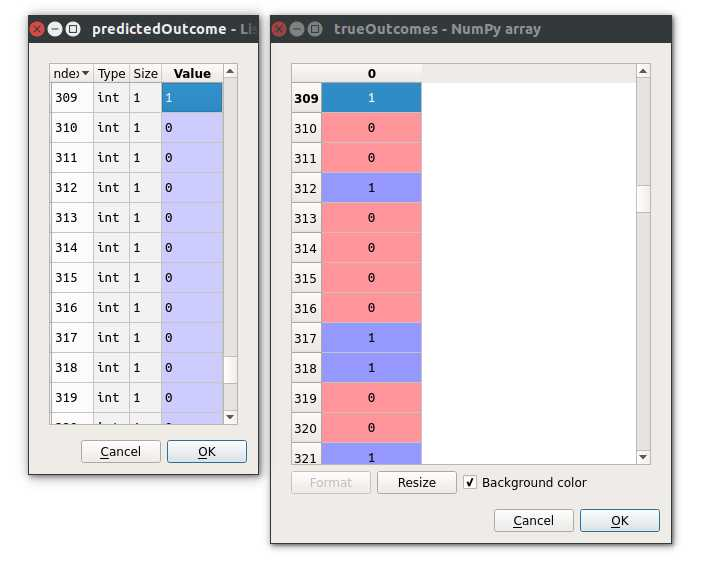 predictedOutcome - Lis
ndex Type Size Value
309 int 1 1
310 int 1 0
311 int 1 0
312 int 1 0
313 int 1 0
314 int 1 0
315 int 1 0
316 int 1 0
317 int 1 0
318 int 1 0
319 int 1 0
Cancel OK
trueOutcomes - NumPy array
0
309 1
310 0
311 0
312 1
313 0
314 0
315 0
316 0
317 1
318 1
319 0
320 0
321 1
Format Resize Background color
Cancel OK